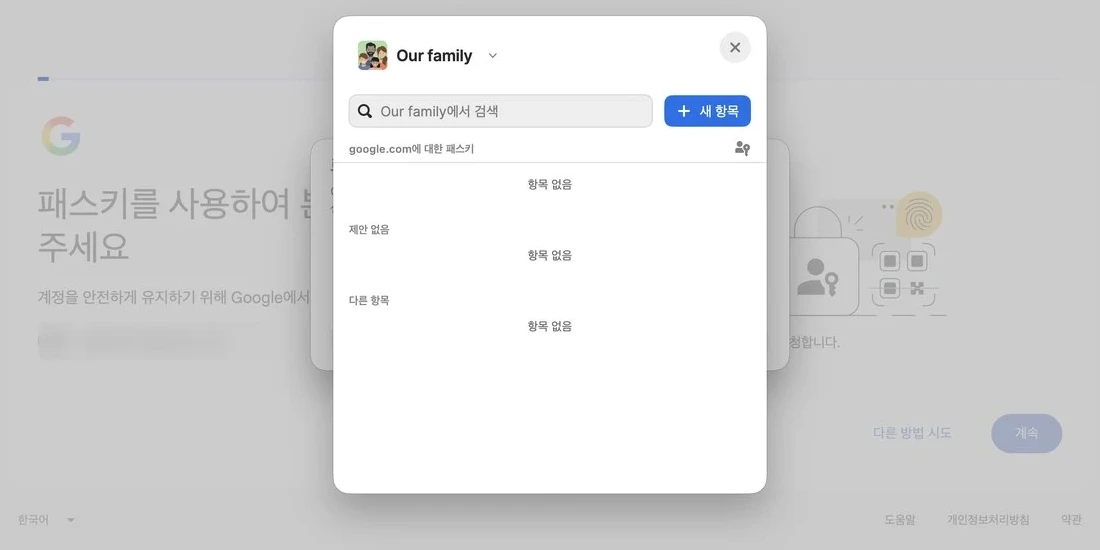 Our family
Our family에서 검색
새 항목
google.com에 대한 패스키
항목 없음
제안 없음
항목 없음
다른 항목
항목 없음
패스키를 사용하여
주세요
계정을 안전하게 유지하기 위해 Google에서
청합니다.
다른 방법 시도
계속
한국어
도움말
개인정보처리방침
약관